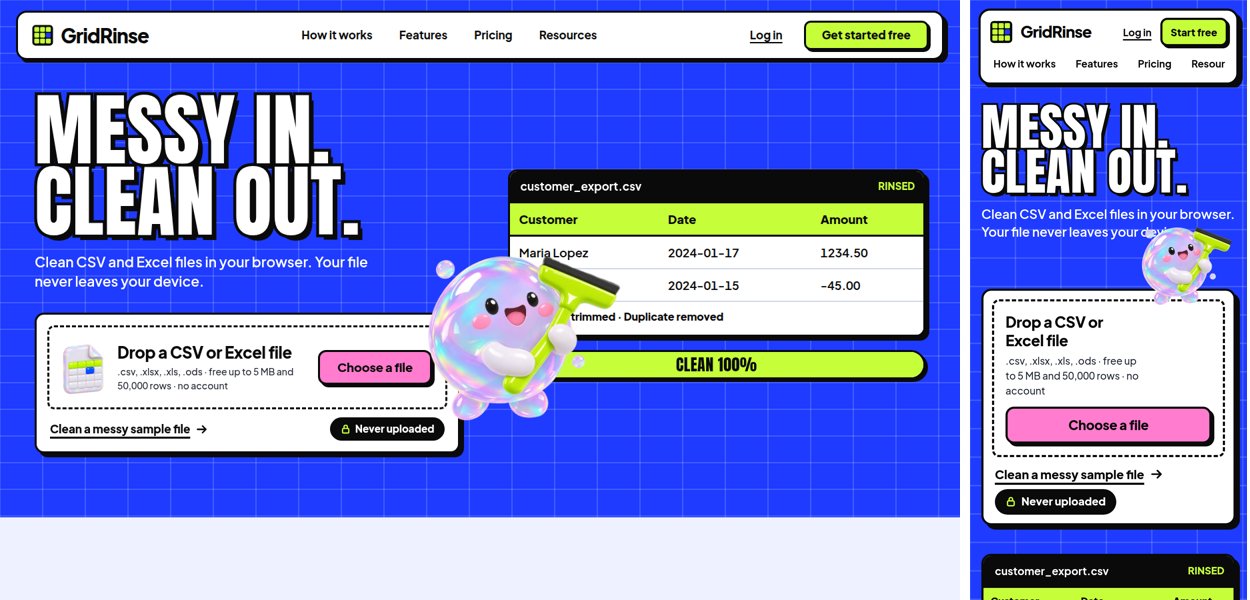 GridRinse
How it works
Features
Pricing
Resources
Log in
Get started free
MESSY IN.
CLEAN OUT.
Clean CSV and Excel files in your browser. Your file
never leaves your device.
Drop a CSV or Excel file
.csv, .xlsx, .xls, .ods · free up to 5 MB and
50,000 rows · no account
Choose a file
Clean a messy sample file →
Never uploaded
customer_export.csv
RINSED
Customer Date Amount
Maria Lopez 2024-01-17 1234.50
2024-01-15 -45.00
trimmed · Duplicate removed
CLEAN 100%
GridRinse
Log in
Start free
How it works
Features
Pricing
Resour
MESSY IN.
CLEAN OUT.
Clean CSV and Excel files in your browser.
Your file never leaves your
Drop a CSV or
Excel file
.csv, .xlsx, .xls, .ods · free up
to 5 MB and 50,000 rows · no
account
Choose a file
Clean a messy sample file →
Never uploaded
customer_export.csv
RINSED